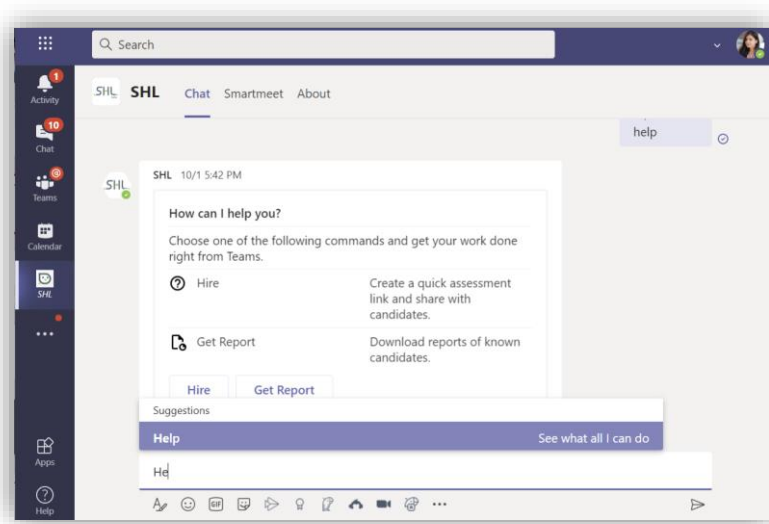 Search
1
Activity
10
Chat
@
Teams
Calendar
SHL
Apps
Help
SHL SHL Chat Smartmeet About
help
SHL
SHL 10/1 5:42 PM
How can I help you?
Choose one of the following commands and get your work done
right from Teams.
Hire
Create a quick assessment
link and share with
candidates.
Get Report
Download reports of known
candidates.
Hire Get Report
Suggestions
Help See what all I can do
He
GIF